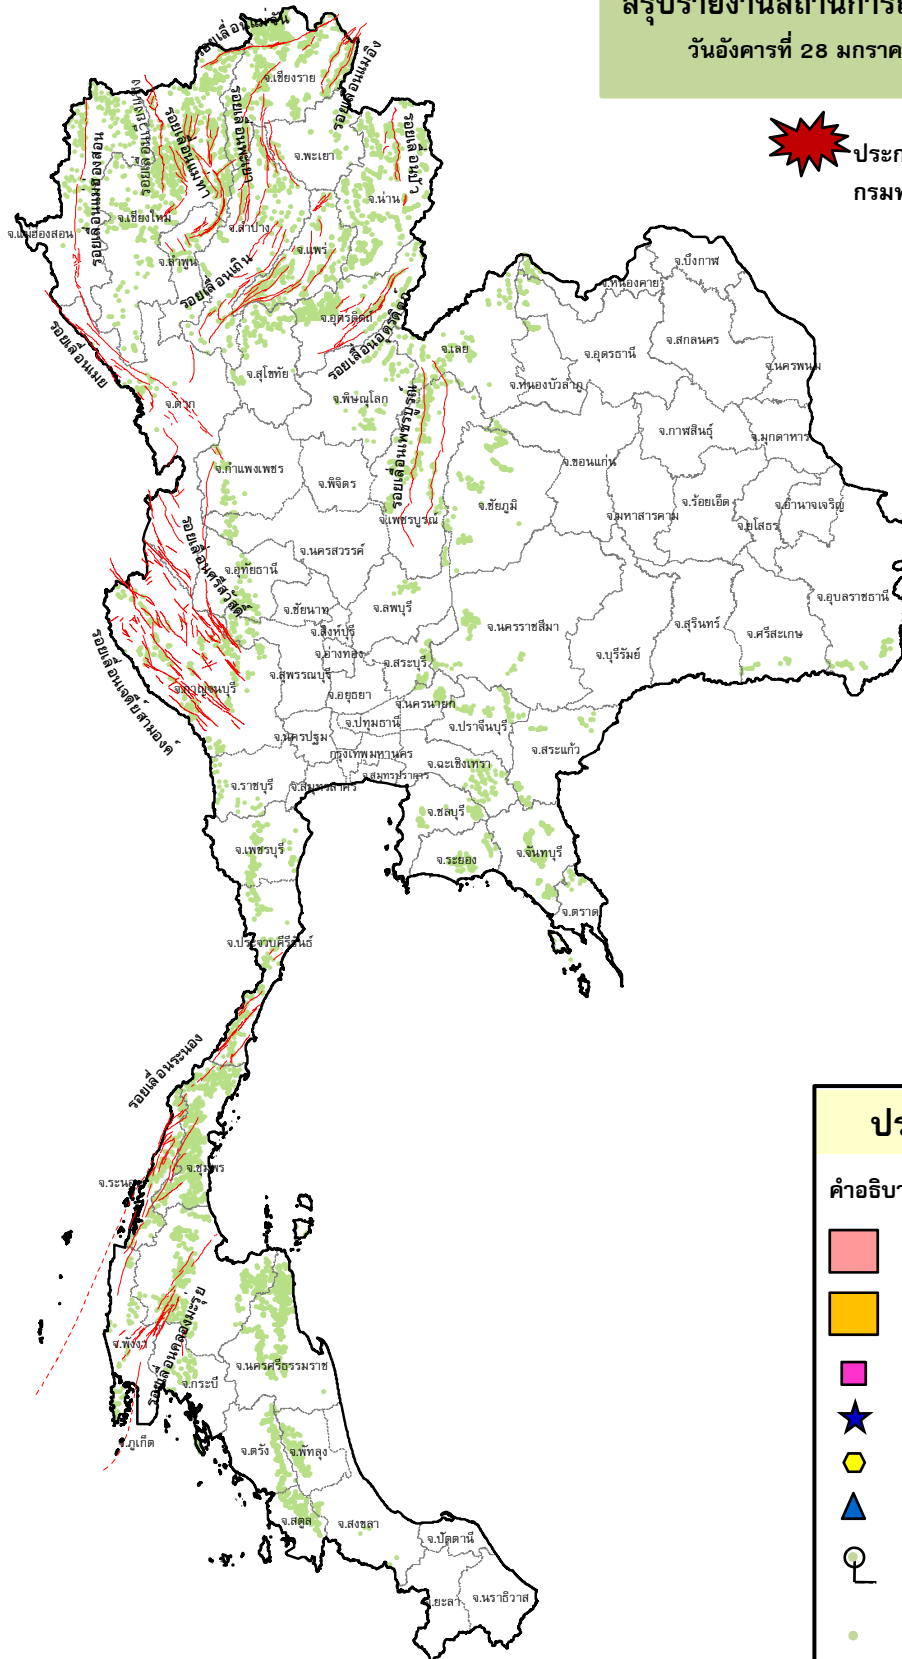 สรุปรายงานสถานการณ์
วันอังคารที่ 28 มกราค
ประก
กรมท
รอยเลื่อนแม่จัน
จ.เชียงราย
รอยเลื่อนแม่อิง
รอยเลื่อนแม่ฮ่องสอน
รอยเลื่อนแม่ทา
รอยเลื่อนพะเยา
รอยเลื่อนปัว
จ.พะเยา
จ.น่าน
จ.เชียงใหม่
จ.แม่ฮ่องสอน
จ.ลำปาง
จ.แพร่
จ.ลำพูน
รอยเลื่อนเถิน
จ.บึงกาฬ
จ.หนองคาย
จ.อุตรดิตถ์
รอยเลื่อนอุตรดิตถ์
รอยเลื่อนเมย
จ.เลย
จ.อุดรธานี
จ.สกลนคร
จ.นครพนม
จ.สุโขทัย
จ.หนองบัวลำภู
จ.ตาก
จ.พิษณุโลก
รอยเลื่อนเพชรบูรณ์
จ.กาฬสินธุ์
จ.มุกดาหาร
จ.กำแพงเพชร
จ.ขอนแก่น
จ.พิจิตร
จ.ชัยภูมิ
จ.ร้อยเอ็ด
จ.อำนาจเจริญ
จ.เพชรบูรณ์
จ.มหาสารคาม
จ.ยโสธร
รอยเลื่อนศรีสวัสดิ์
จ.นครสวรรค์
จ.อุทัยธานี
จ.อุบลราชธานี
จ.ชัยนาท
จ.ลพบุรี
จ.นครราชสีมา
จ.สุรินทร์
จ.ศรีสะเกษ
จ.สิงห์บุรี
จ.อ่างทอง
จ.บุรีรัมย์
จ.สระบุรี
จ.สุพรรณบุรี
รอยเลื่อนเจดีย์สามองค์
จ.กาญจนบุรี
จ.อยุธยา
จ.นครนายก
จ.ปทุมธานี
จ.ปราจีนบุรี
จ.นครปฐม
จ.สระแก้ว
กรุงเทพมหานคร
จ.ฉะเชิงเทรา
จ.สมุทรปราการ
จ.ราชบุรี
จ.สมุทรสาคร
จ.ชลบุรี
จ.เพชรบุรี
จ.ระยอง
จ.จันทบุรี
จ.ตราด
จ.ประจวบคีรีขันธ์
รอยเลื่อนระนอง
จ.ชุมพร
จ.ระนอง
ปร
คำอธิบา
รอยเลื่อนคลองมะรุ่ย
จ.พังงา
จ.นครศรีธรรมราช
จ.กระบี่
จ.ภูเก็ต
จ.ตรัง
จ.พัทลุง
จ.สตูล
จ.สงขลา
จ.ปัตตานี
จ.ยะลา
จ.นราธิวาส